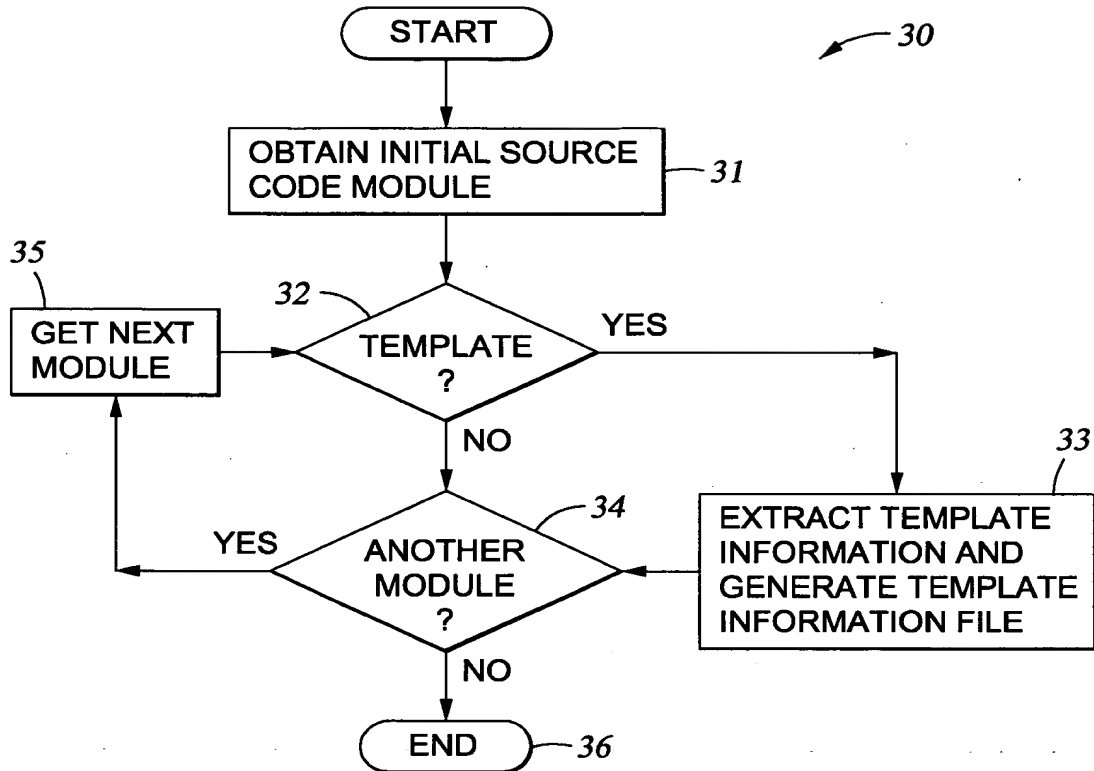 START
30
OBTAIN INITIAL SOURCE
CODE MODULE
31
35
GET NEXT
MODULE
32
TEMPLATE
?
YES
NO
33
EXTRACT TEMPLATE
INFORMATION AND
GENERATE TEMPLATE
INFORMATION FILE
34
YES
ANOTHER
MODULE
?
NO
END
36